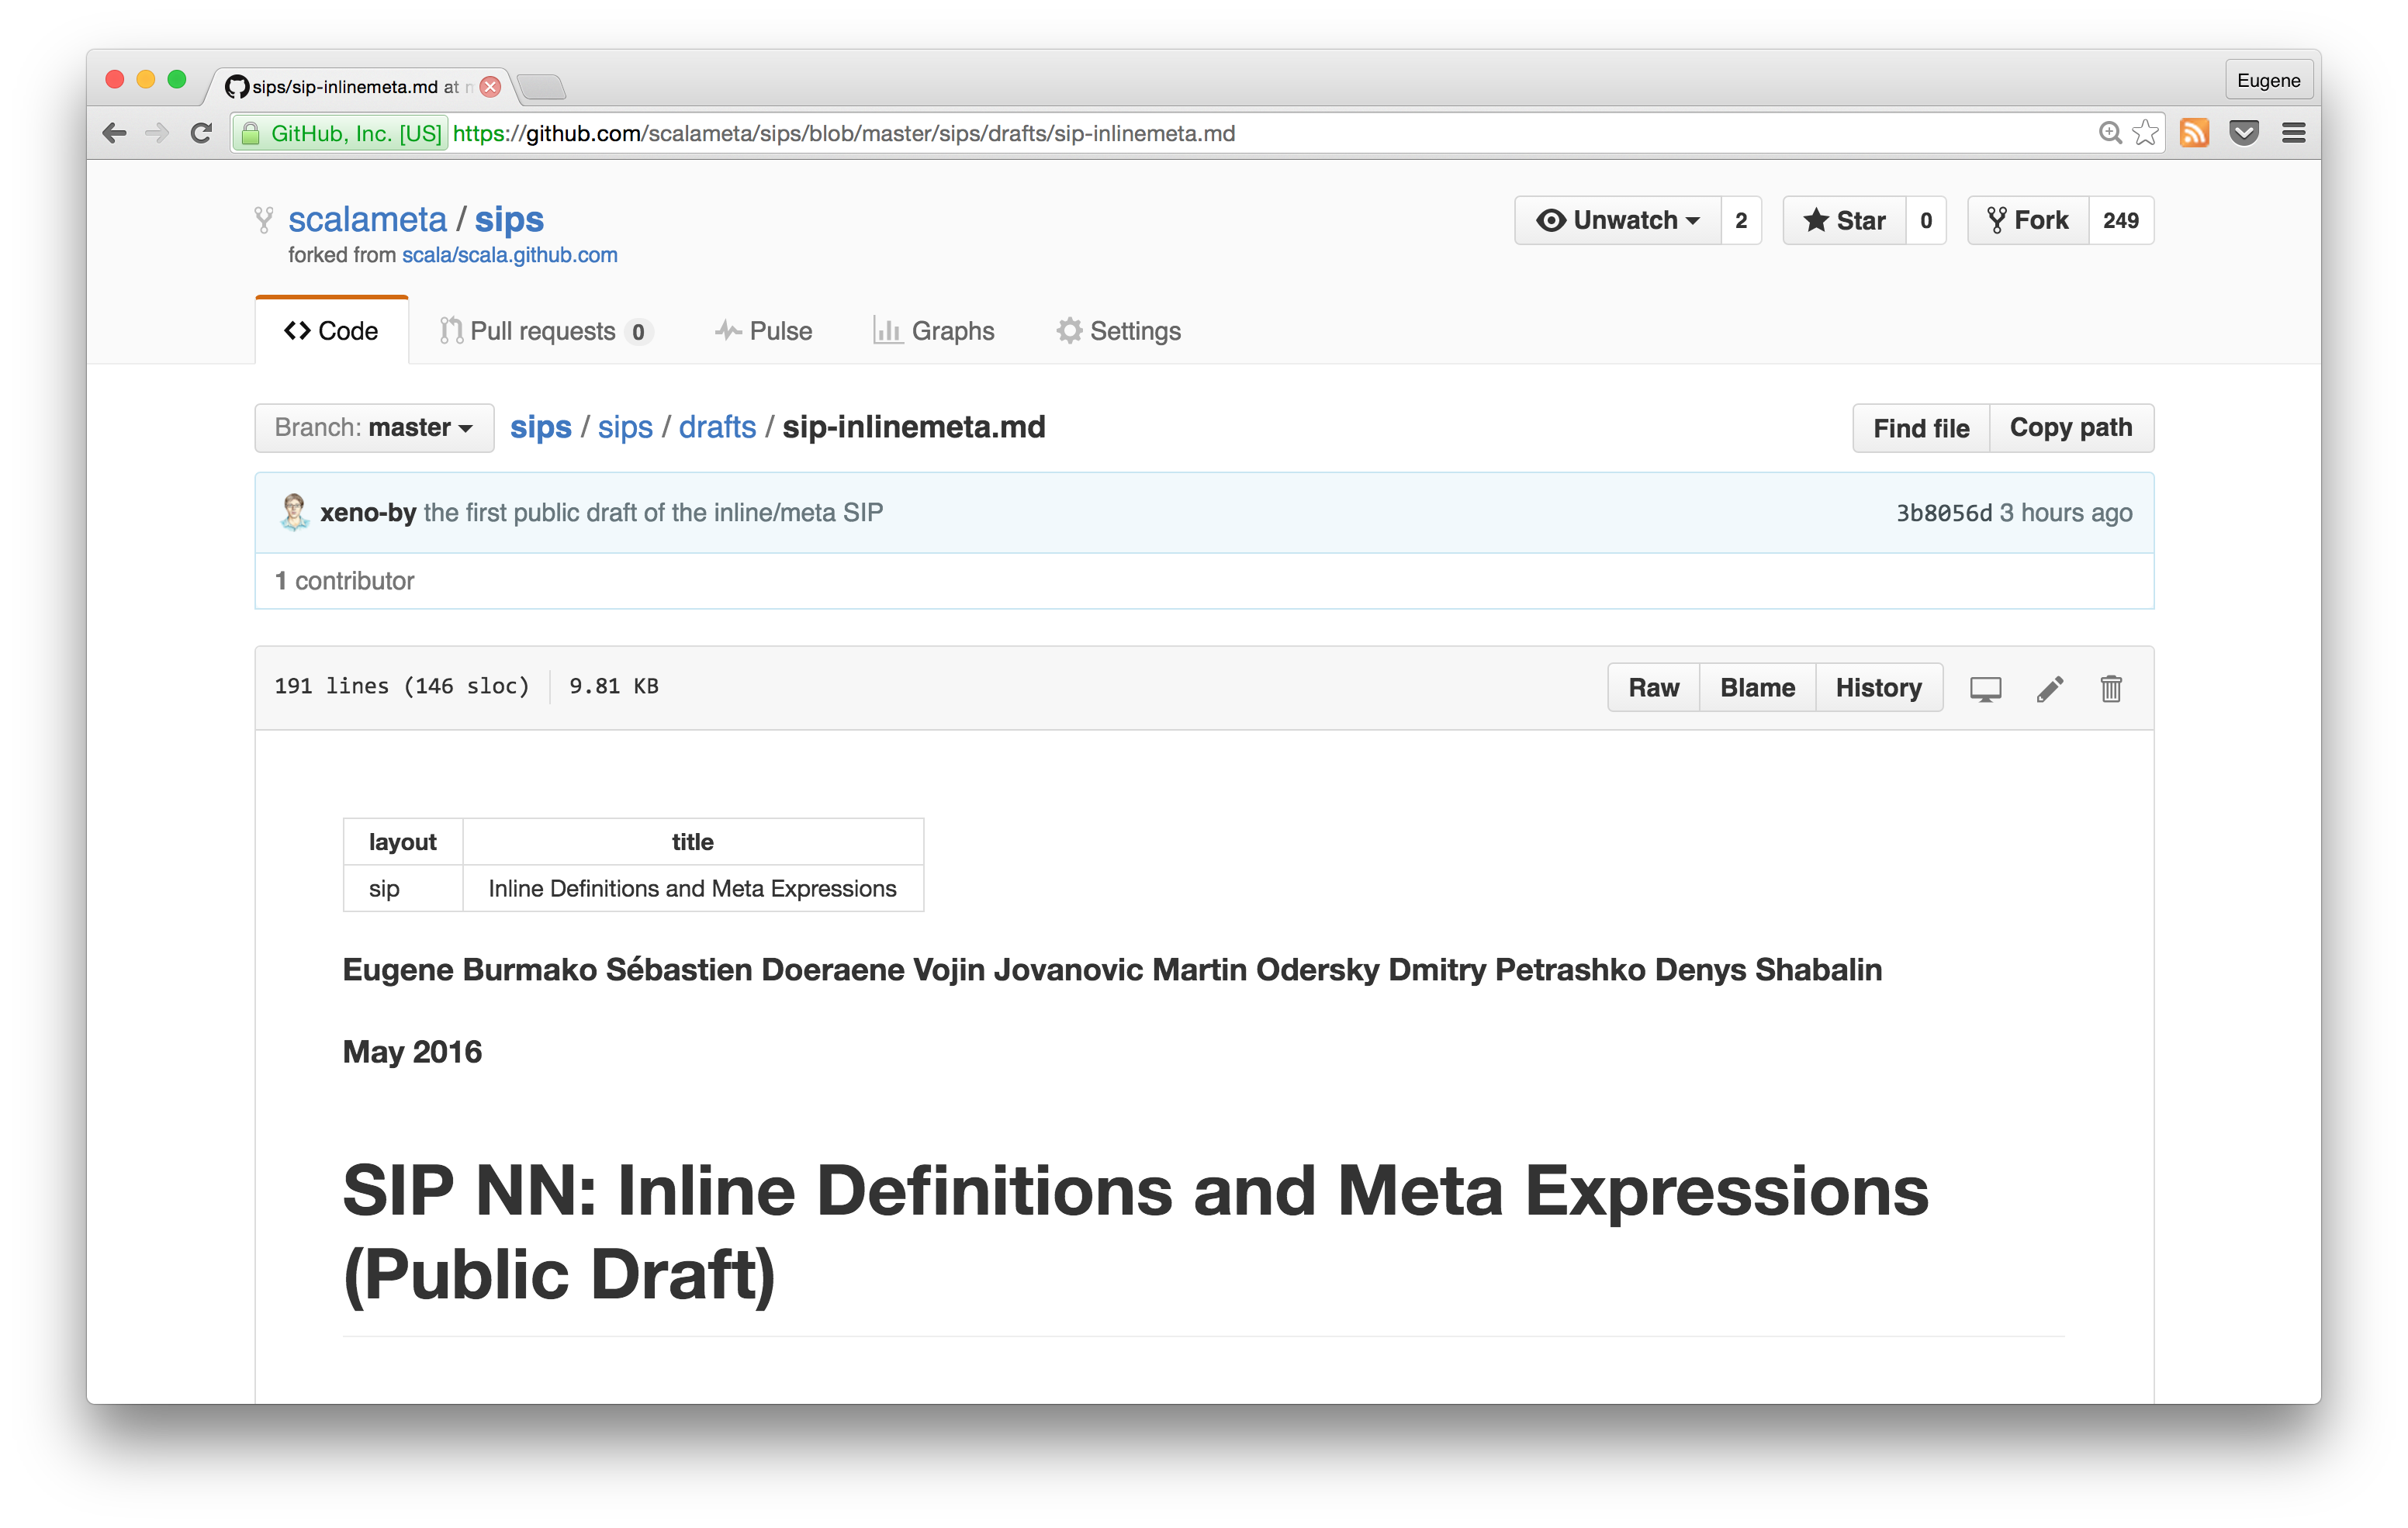 sips/sip-inlinemeta.md at
Eugene
GitHub, Inc. [US] https://github.com/scalameta/sips/blob/master/sips/drafts/sip-inlinemeta.md
scalameta / sips
Unwatch 2 Star 0 Fork 249
forked from scala/scala.github.com
Code Pull requests 0 Pulse Graphs Settings
Branch: master sips / sips / drafts / sip-inlinemeta.md Find file Copy path
xeno-by the first public draft of the inline/meta SIP 3b8056d 3 hours ago
1 contributor
191 lines (146 sloc) 9.81 KB Raw Blame History
layout title
sip Inline Definitions and Meta Expressions
Eugene Burmako Sébastien Doeraene Vojin Jovanovic Martin Odersky Dmitry Petrashko Denys Shabalin
May 2016
SIP NN: Inline Definitions and Meta Expressions
(Public Draft)